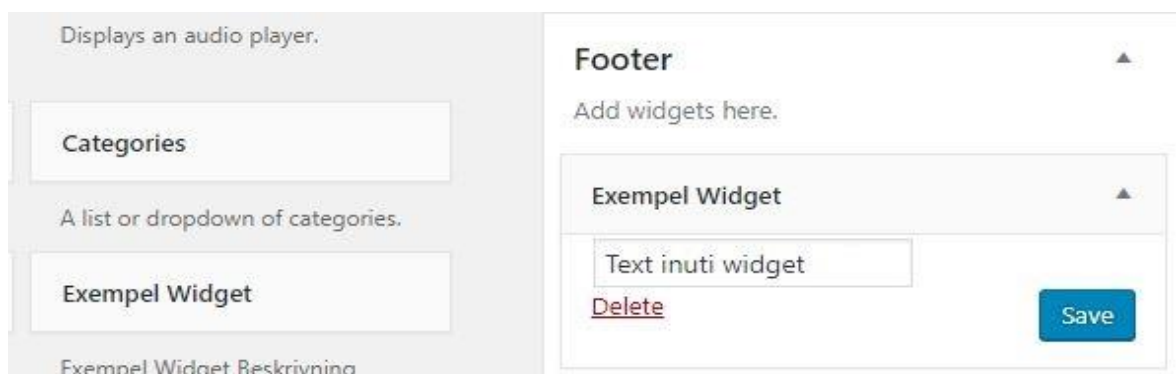 Displays an audio player.
Categories
A list or dropdown of categories.
Exempel Widget
Exempel Widget Beskrivning
Footer
Add widgets here.
Exempel Widget
Text inuti widget
Delete
Save